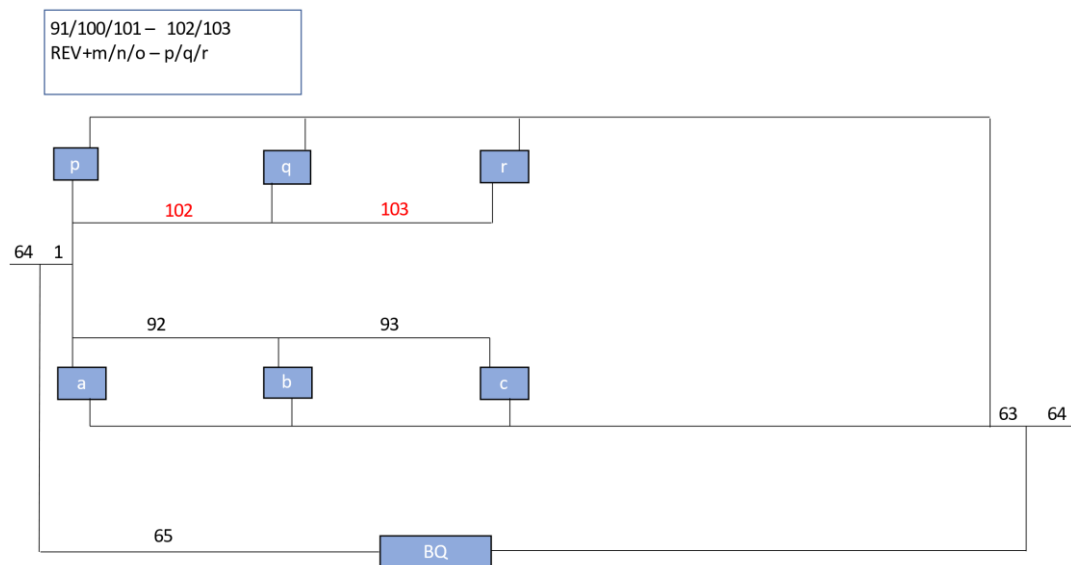 91/100/101 – 102/103
REV+m/n/o – p/q/r
p
q
r
102
103
64
1
92
93
a
b
c
63
64
65
BQ